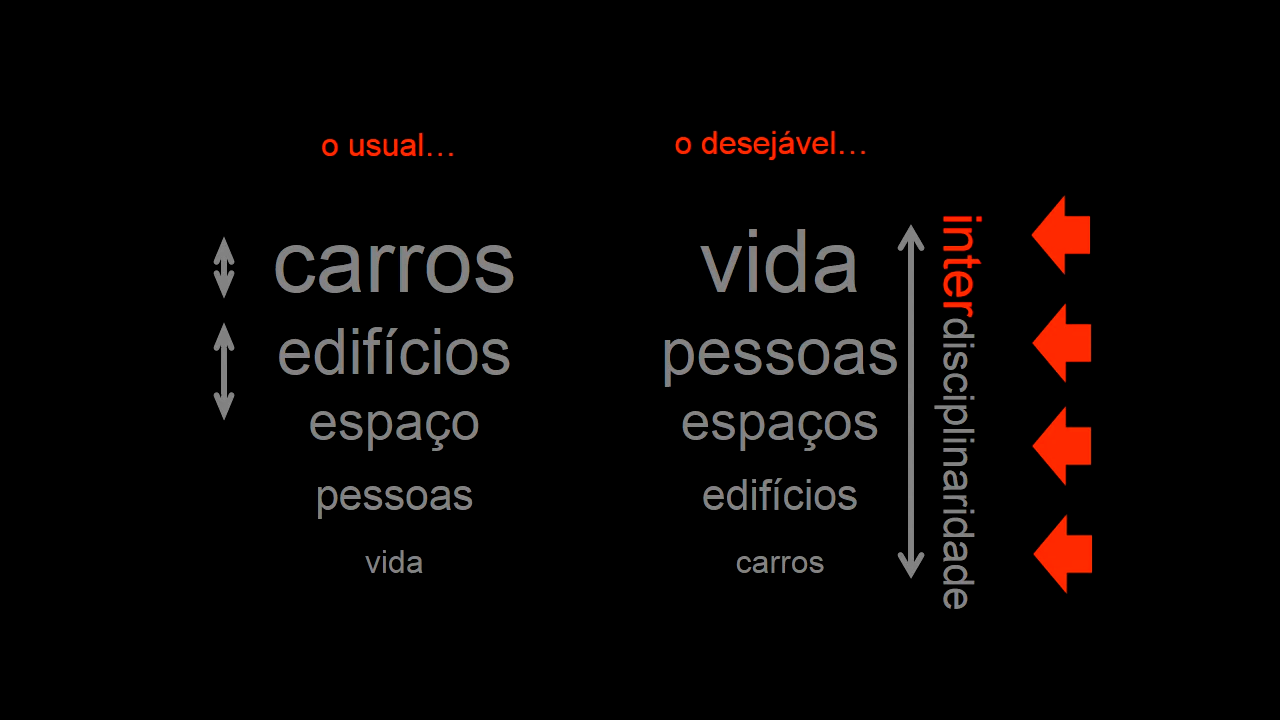 o usual…
carros
edifícios
espaço
pessoas
vida
o desejável…
vida
pessoas
espaços
edifícios
carros
interdisciplinaridade